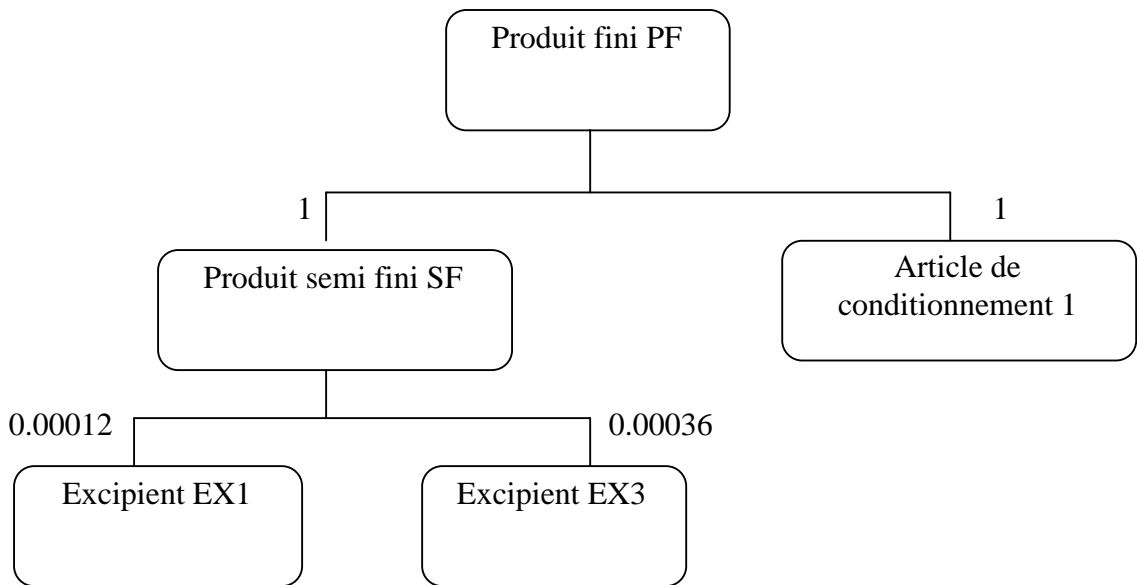 Produit fini PF
1
1
Produit semi fini SF
Article de
conditionnement 1
0.00012
0.00036
Excipient EX1
Excipient EX3